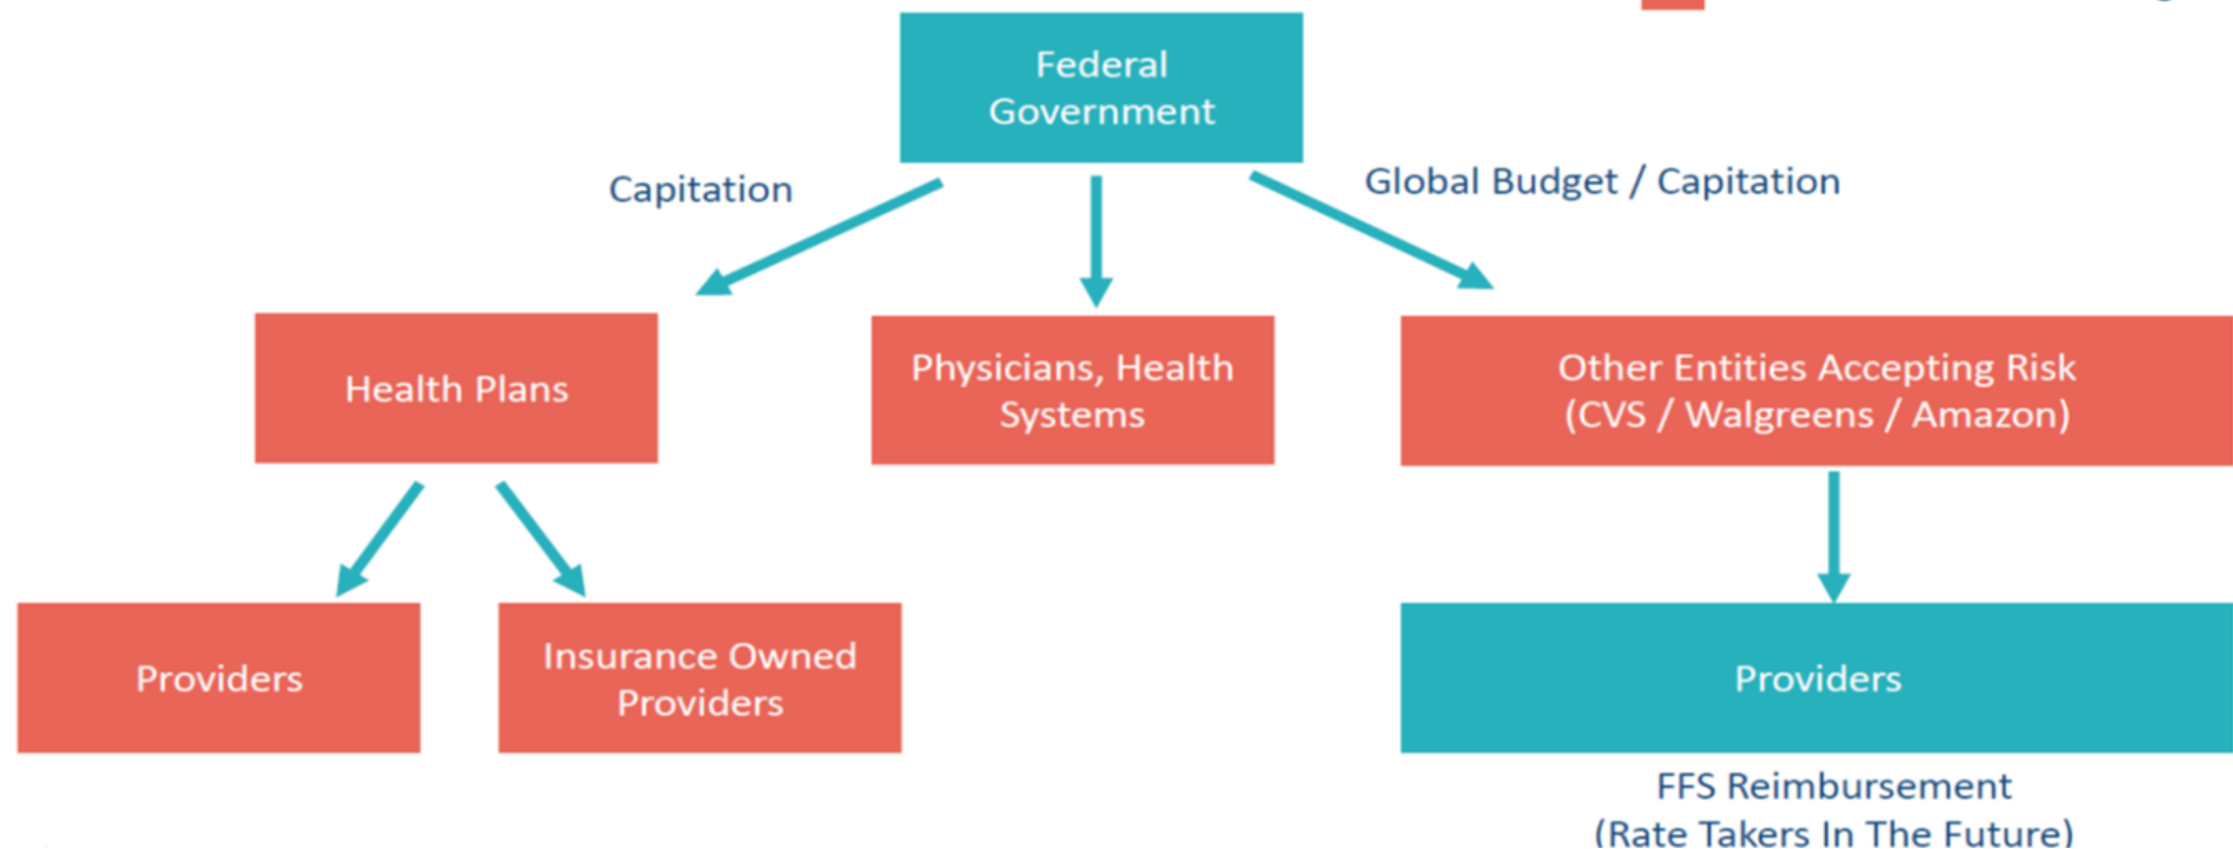 Federal
Government
Capitation
Global Budget / Capitation
Health Plans
Physicians, Health
Systems
Other Entities Accepting Risk
(CVS / Walgreens / Amazon)
Providers
Insurance Owned
Providers
Providers
FFS Reimbursement
(Rate Takers In The Future)